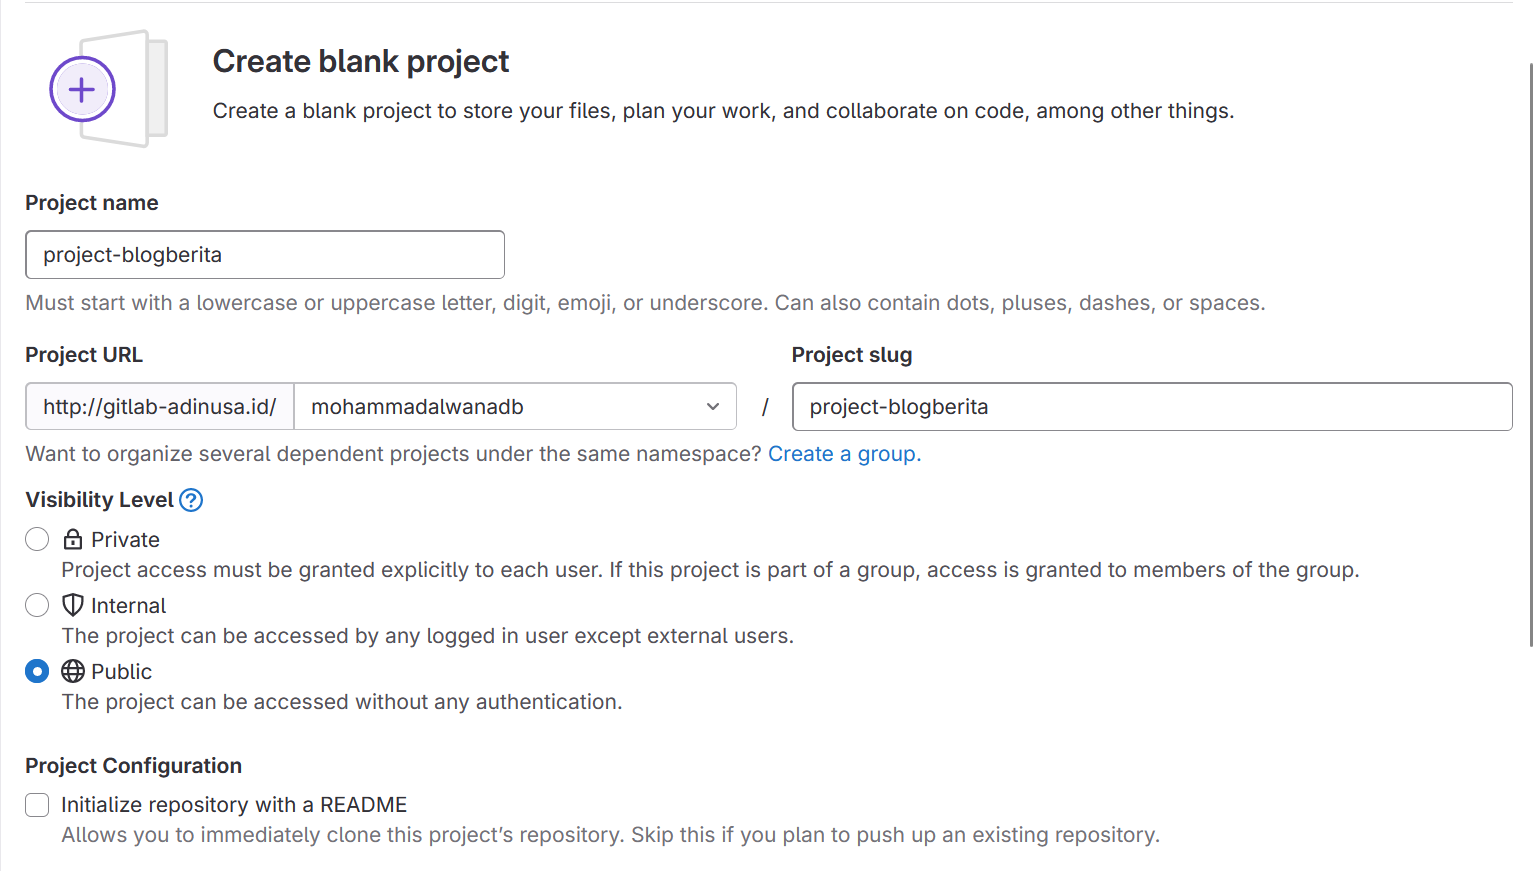 Create blank project
Create a blank project to store your files, plan your work, and collaborate on code, among other things.
Project name
project-blogberita
Must start with a lowercase or uppercase letter, digit, emoji, or underscore. Can also contain dots, pluses, dashes, or spaces.
Project URL
Project slug
http://gitlab-adinusa.id/ mohammadalwanadb / project-blogberita
Want to organize several dependent projects under the same namespace? Create a group.
Visibility Level ?
Private
Project access must be granted explicitly to each user. If this project is part of a group, access is granted to members of the group.
Internal
The project can be accessed by any logged in user except external users.
Public
The project can be accessed without any authentication.
Project Configuration
Initialize repository with a README
Allows you to immediately clone this project’s repository. Skip this if you plan to push up an existing repository.